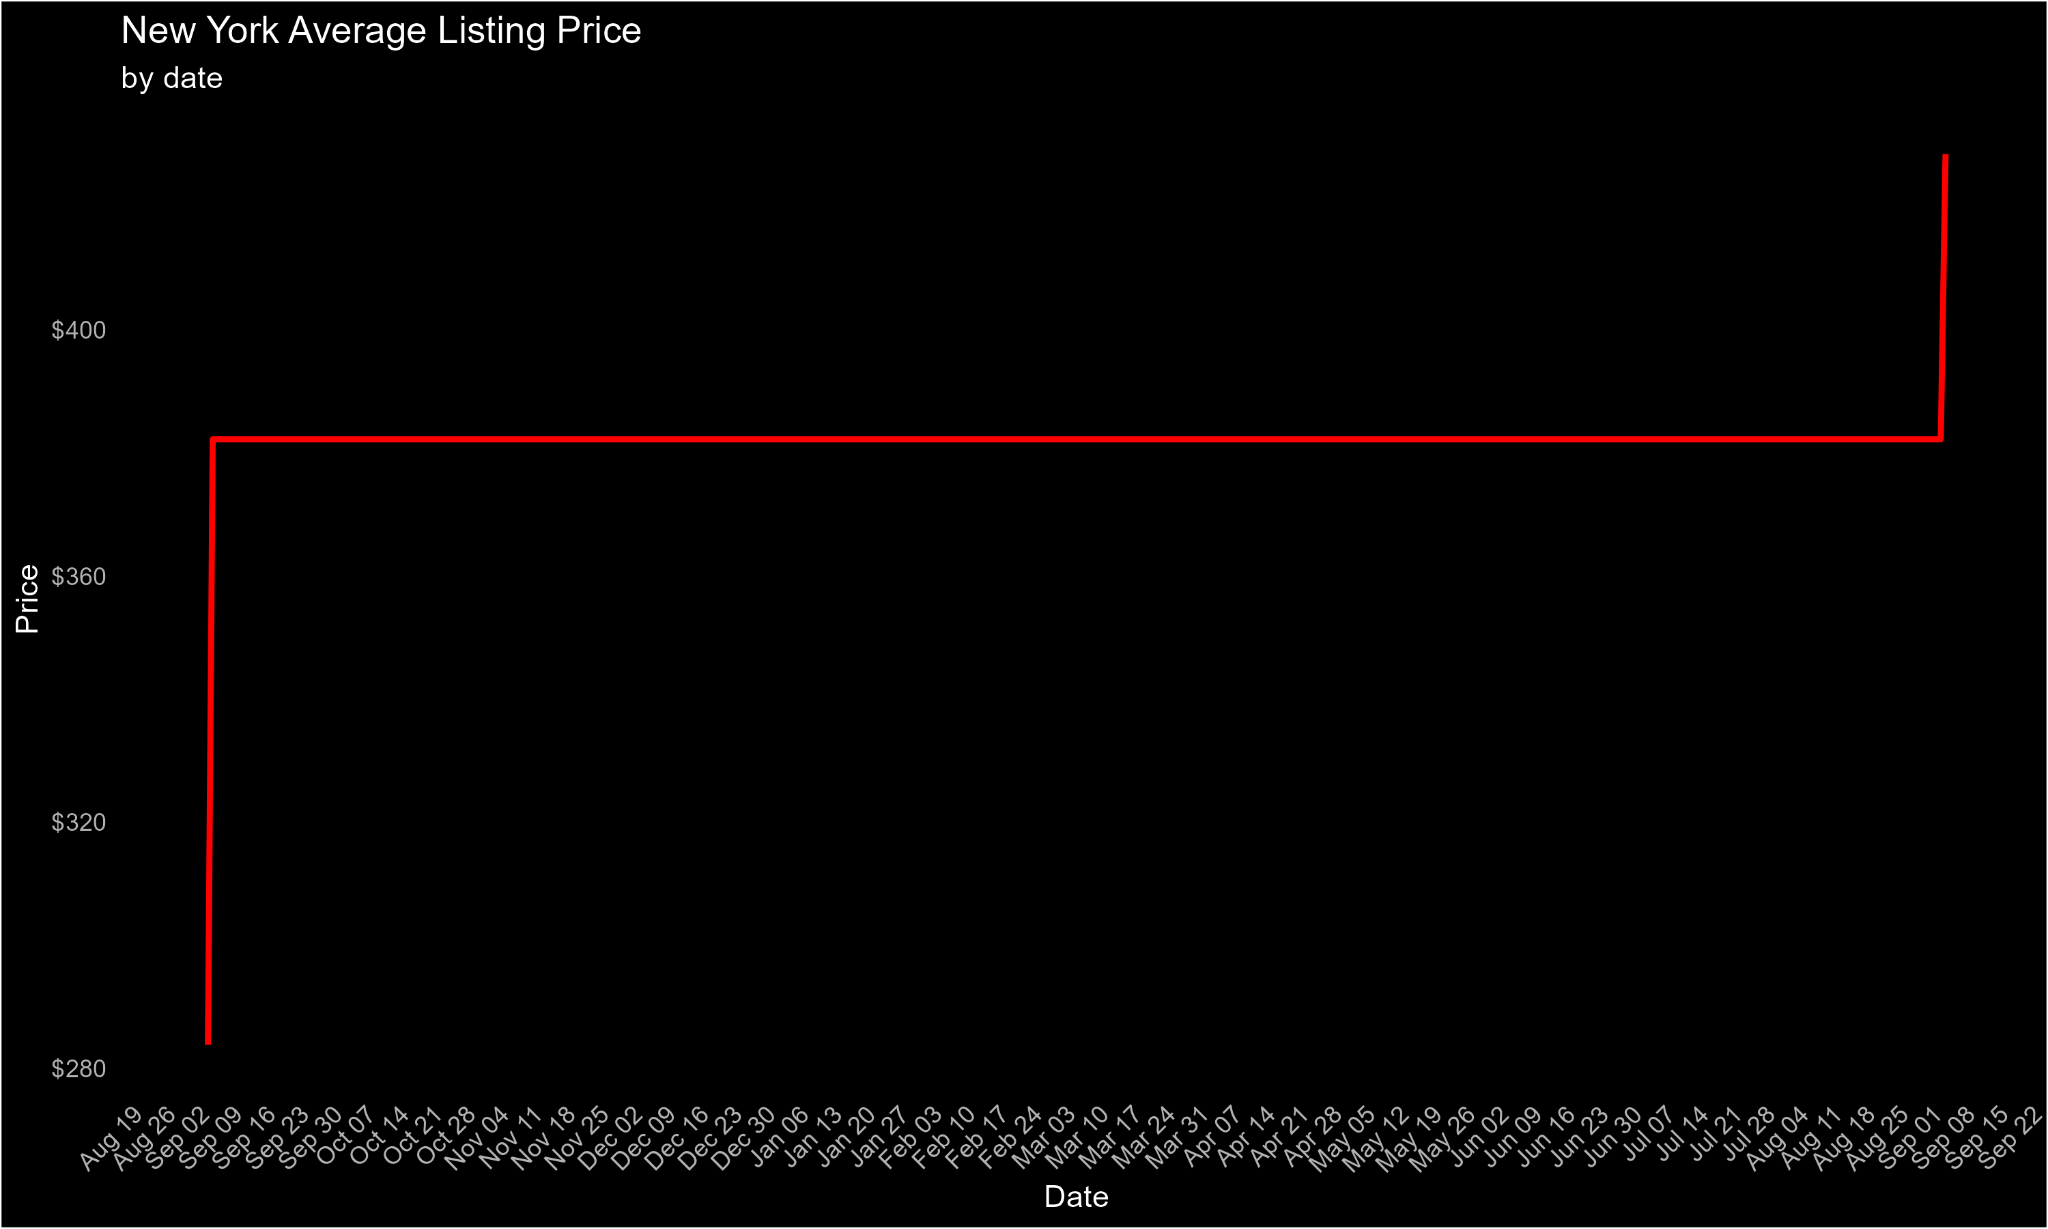 New York Average Listing Price
by date
$400
$360
$320
$280
Price
Aug 19
Aug 26
Sep 02
Sep 09
Sep 16
Sep 23
Sep 30
Oct 07
Oct 14
Oct 21
Oct 28
Nov 04
Nov 11
Nov 18
Nov 25
Dec 02
Dec 09
Dec 16
Dec 23
Dec 30
Jan 06
Jan 13
Jan 20
Jan 27
Feb 03
Feb 10
Feb 17
Feb 24
Mar 03
Mar 10
Mar 17
Mar 24
Mar 31
Apr 07
Apr 14
Apr 21
Apr 28
May 05
May 12
May 19
May 26
Jun 02
Jun 09
Jun 16
Jun 23
Jun 30
Jul 07
Jul 14
Jul 21
Jul 28
Aug 04
Aug 11
Aug 18
Aug 25
Sep 01
Sep 08
Sep 15
Sep 22
Date